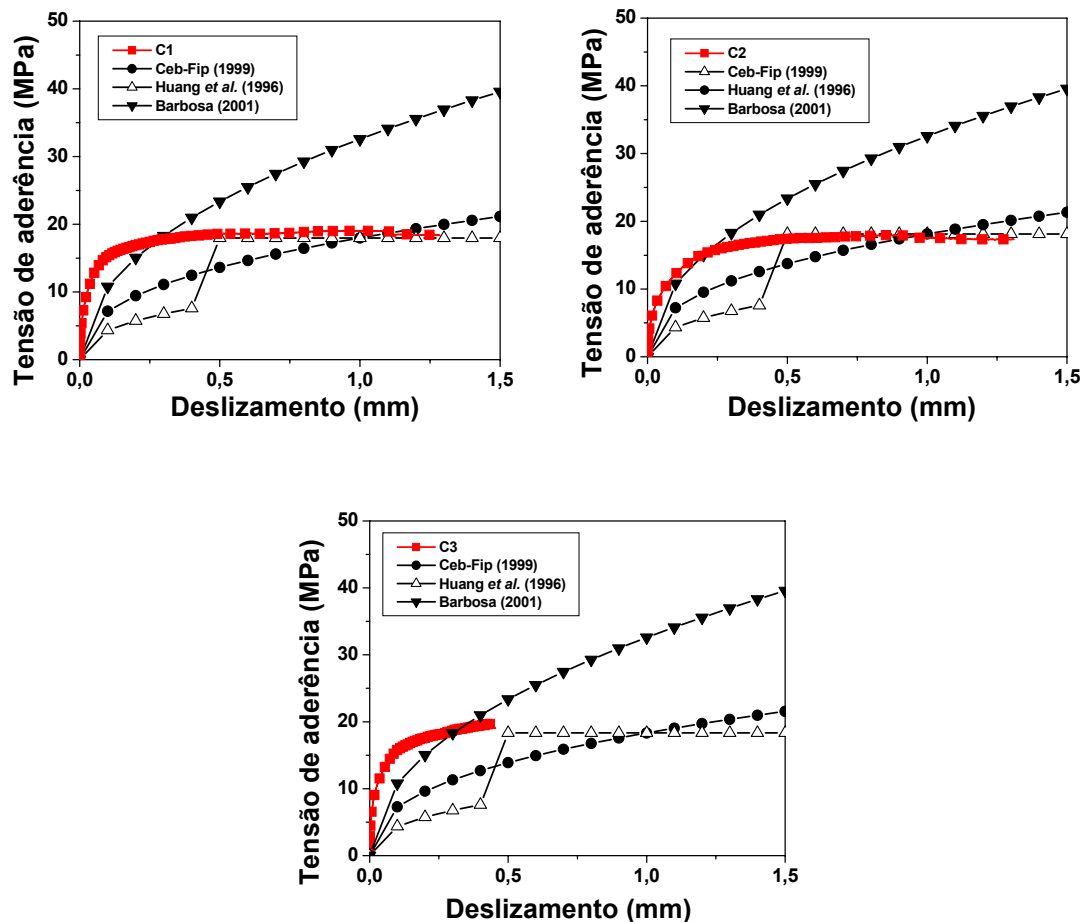 Tensão de aderência (MPa)
50
40
30
20
10
0
C1
Ceb-Fip (1999)
Huang et al. (1996)
Barbosa (2001)
0,0
0,5
1,0
1,5
Deslizamento (mm)
Tensão de aderência (MPa)
50
40
30
20
10
0
C2
Ceb-Fip (1999)
Huang et al. (1996)
Barbosa (2001)
0,0
0,5
1,0
1,5
Deslizamento (mm)
Tensão de aderência (MPa)
50
40
30
20
10
0
C3
Ceb-Fip (1999)
Huang et al. (1996)
Barbosa (2001)
0,0
0,5
1,0
1,5
Deslizamento (mm)